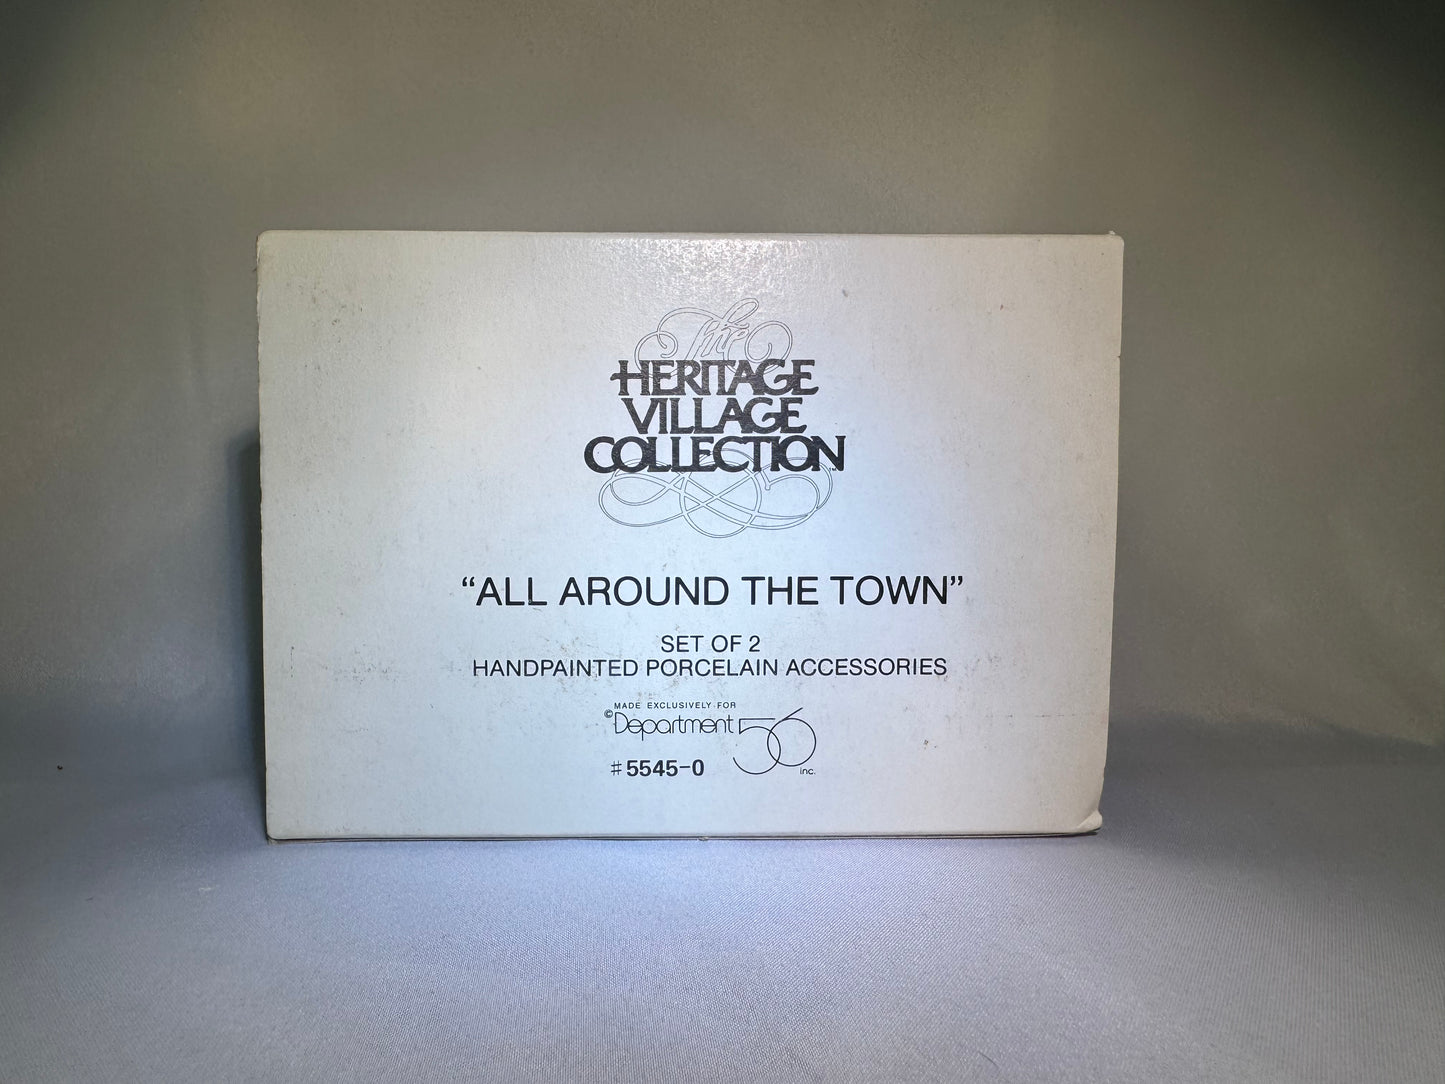 The
HERITAGE
VILLAGE
COLLECTION™
“ALL AROUND THE TOWN”
SET OF 2
HANDPAINTED PORCELAIN ACCESSORIES
MADE EXCLUSIVELY FOR
©Department 56 inc.
#5545-0